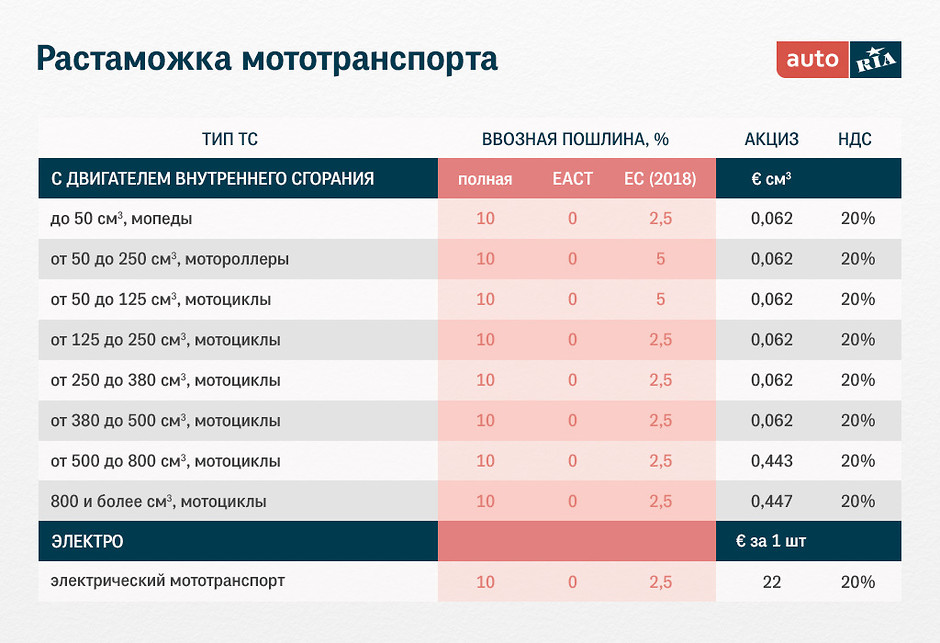 Растаможка мототранспорта
auto RIA
ТИП ТС ВВОЗНАЯ ПОШЛИНА, % АКЦИЗ НДС
С ДВИГАТЕЛЕМ ВНУТРЕННЕГО СГОРАНИЯ полная ЕАСТ ЕС (2018) € см³
до 50 см³, мопеды 10 0 2,5 0,062 20%
от 50 до 250 см³, мотороллеры 10 0 5 0,062 20%
от 50 до 125 см³, мотоциклы 10 0 5 0,062 20%
от 125 до 250 см³, мотоциклы 10 0 2,5 0,062 20%
от 250 до 380 см³, мотоциклы 10 0 2,5 0,062 20%
от 380 до 500 см³, мотоциклы 10 0 2,5 0,062 20%
от 500 до 800 см³, мотоциклы 10 0 2,5 0,443 20%
800 и более см³, мотоциклы 10 0 2,5 0,447 20%
ЭЛЕКТРО € за 1 шт
электрический мототранспорт 10 0 2,5 22 20%